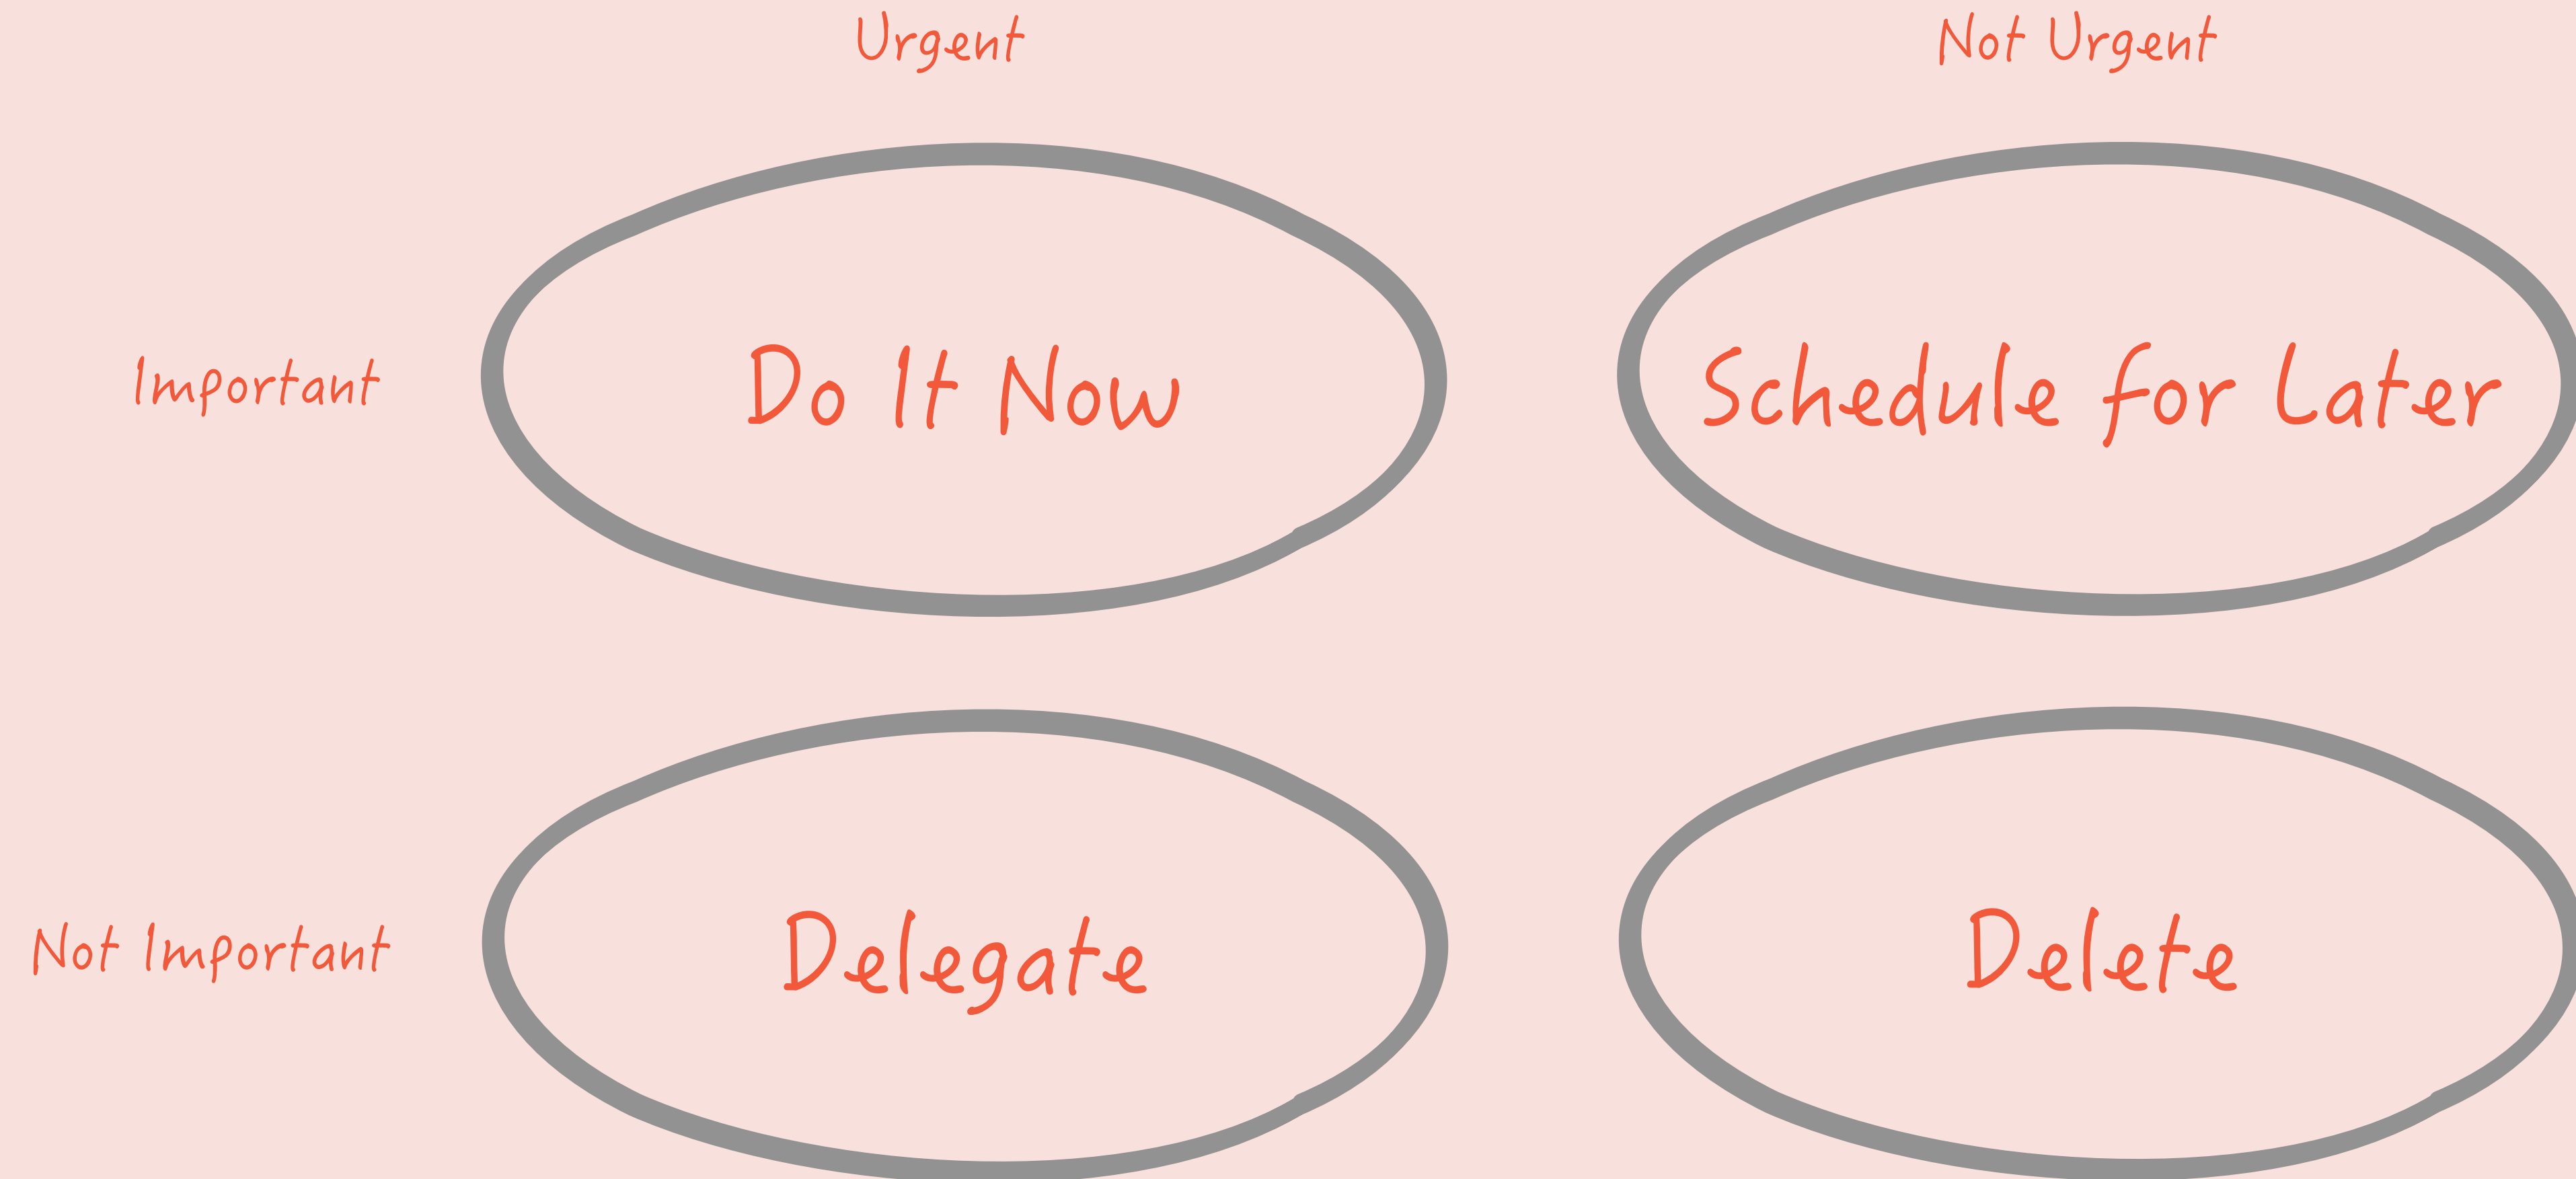 Urgent
Not Urgent
Important
Do It Now
Schedule for Later
Not Important
Delegate
Delete